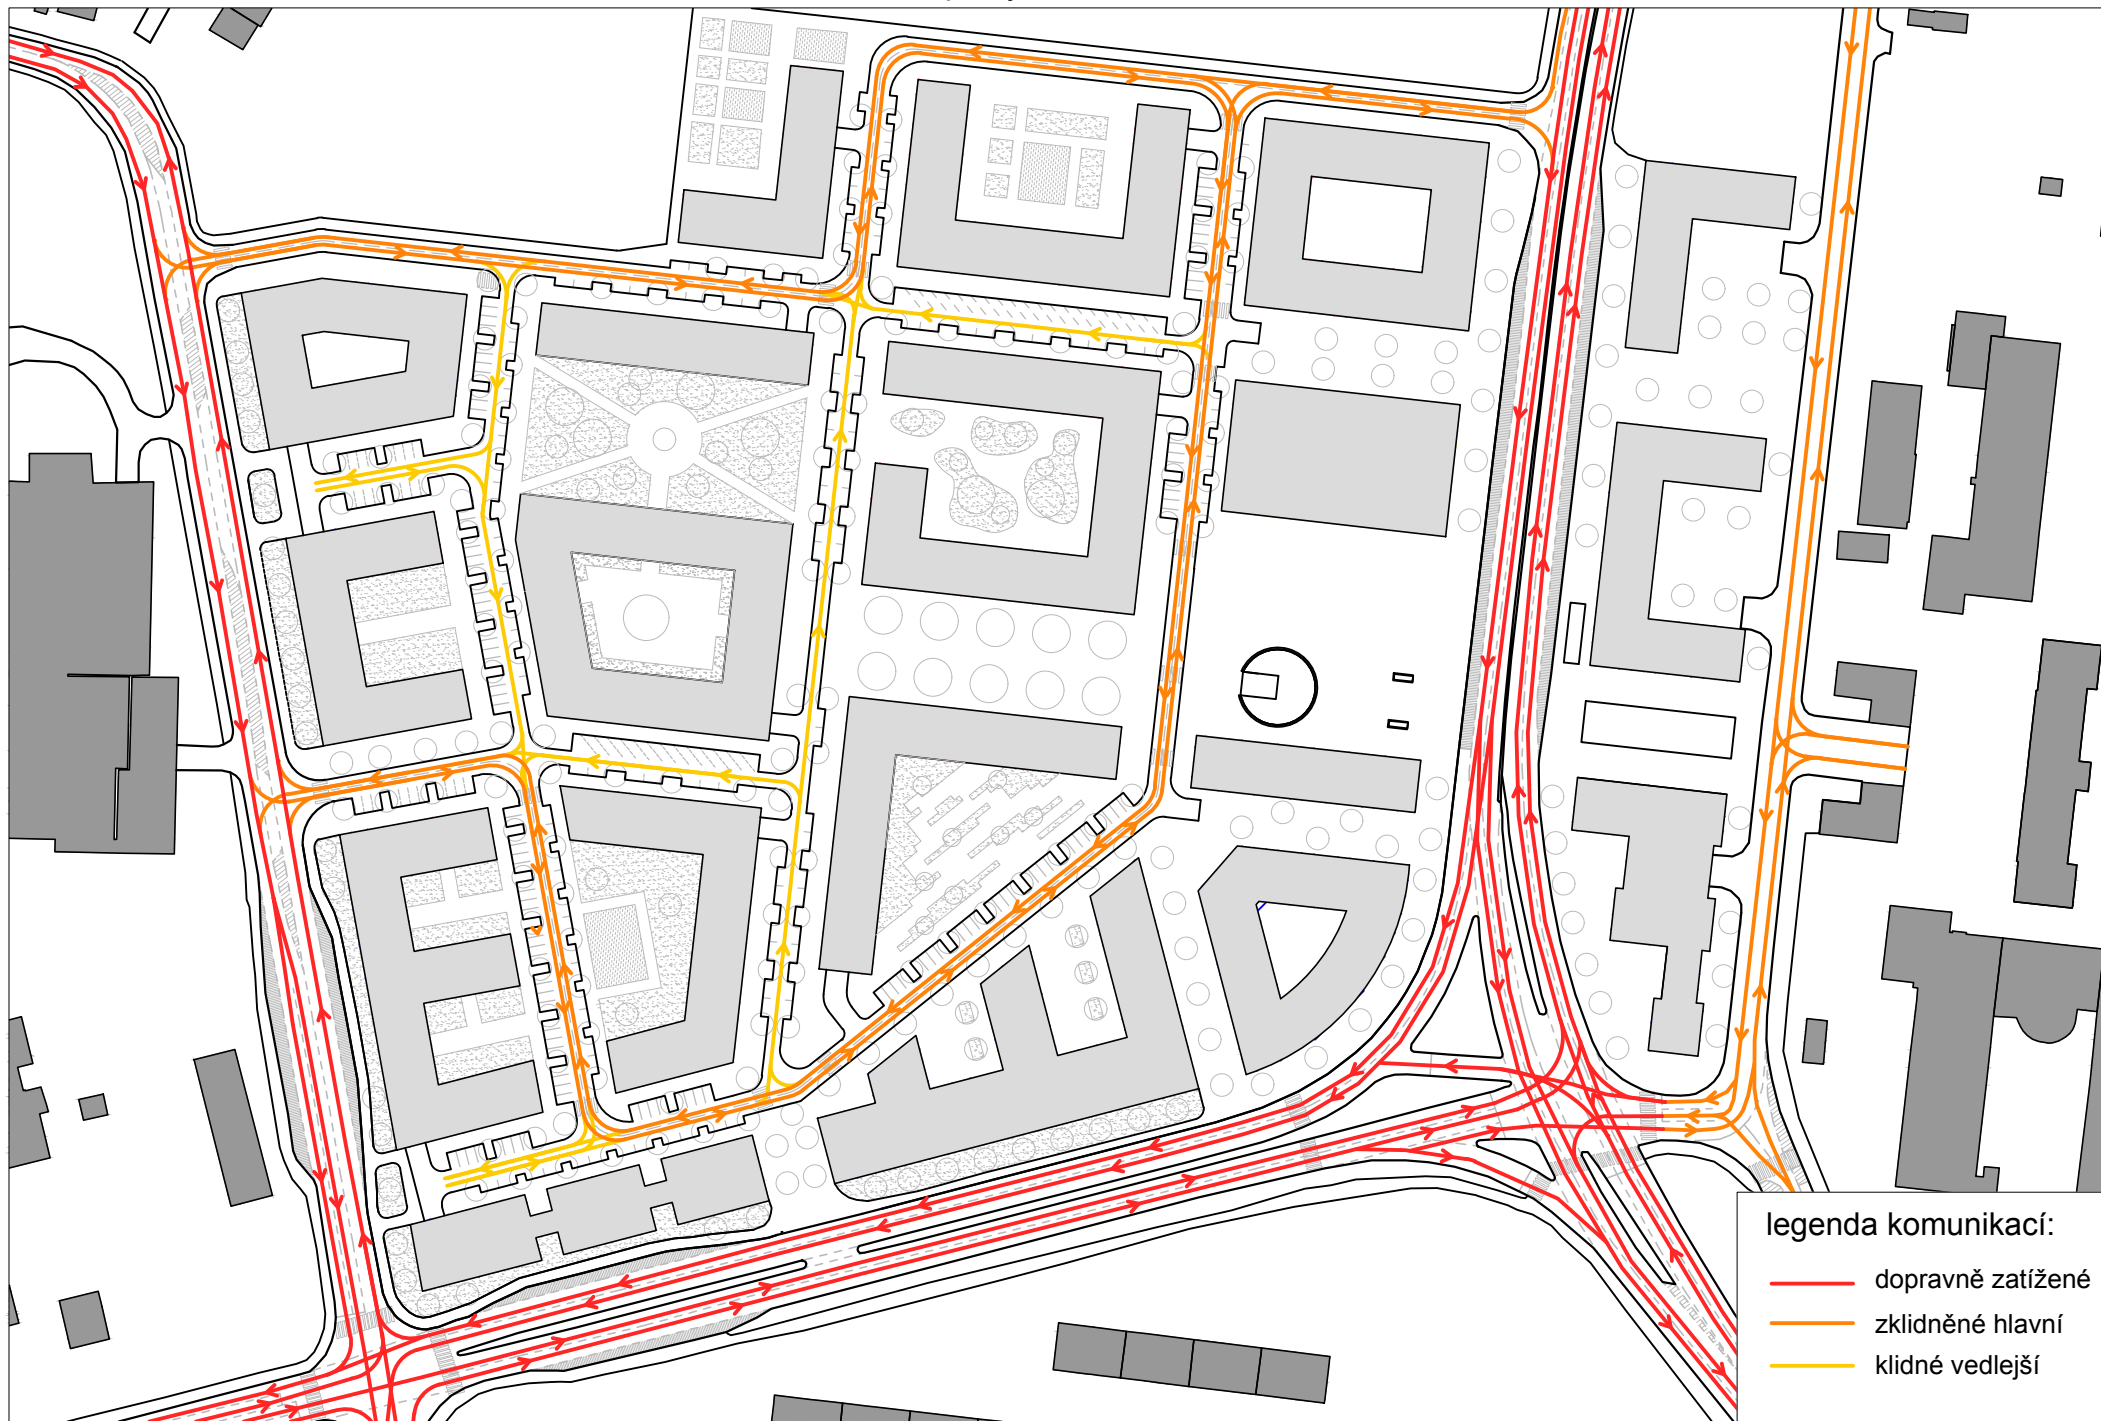 legenda komunikací:
dopravně zatížené
zklidněné hlavní
klidné vedlejší